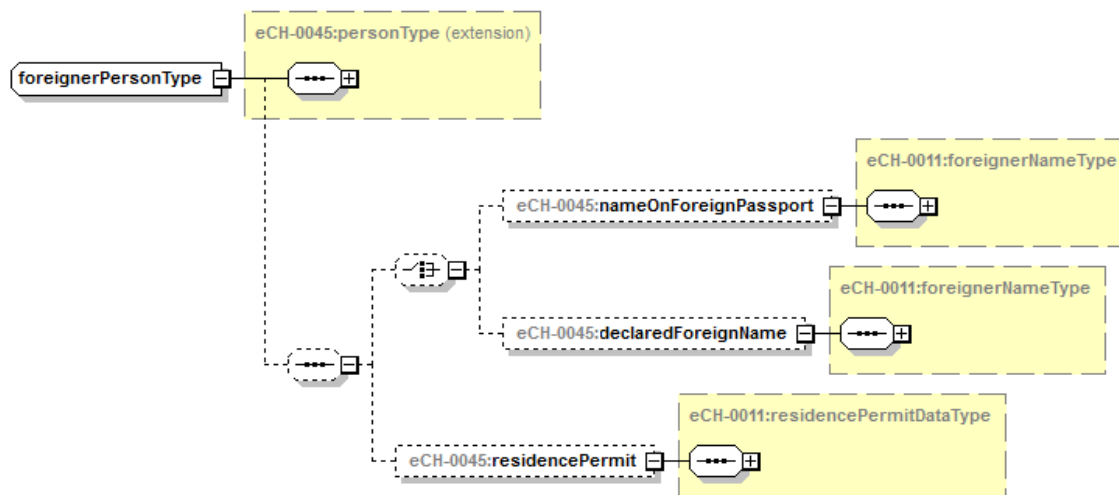 eCH-0045:personType (extension)
foreignerPersonType
eCH-0011:foreignerNameType
eCH-0045:nameOnForeignPassport
eCH-0011:foreignerNameType
eCH-0045:declaredForeignName
eCH-0011:residencePermitDataType
eCH-0045:residencePermit